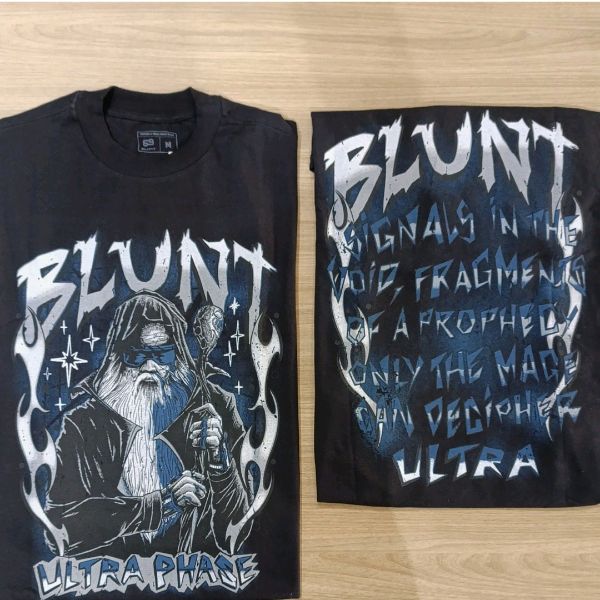 BLUNT
ULTRA PHASE
BLUNT
SIGNALS IN THE
VOID, FRAGMENTS
OF A PROPHECY
ONLY THE MAGE
CAN DECIPHER
ULTRA